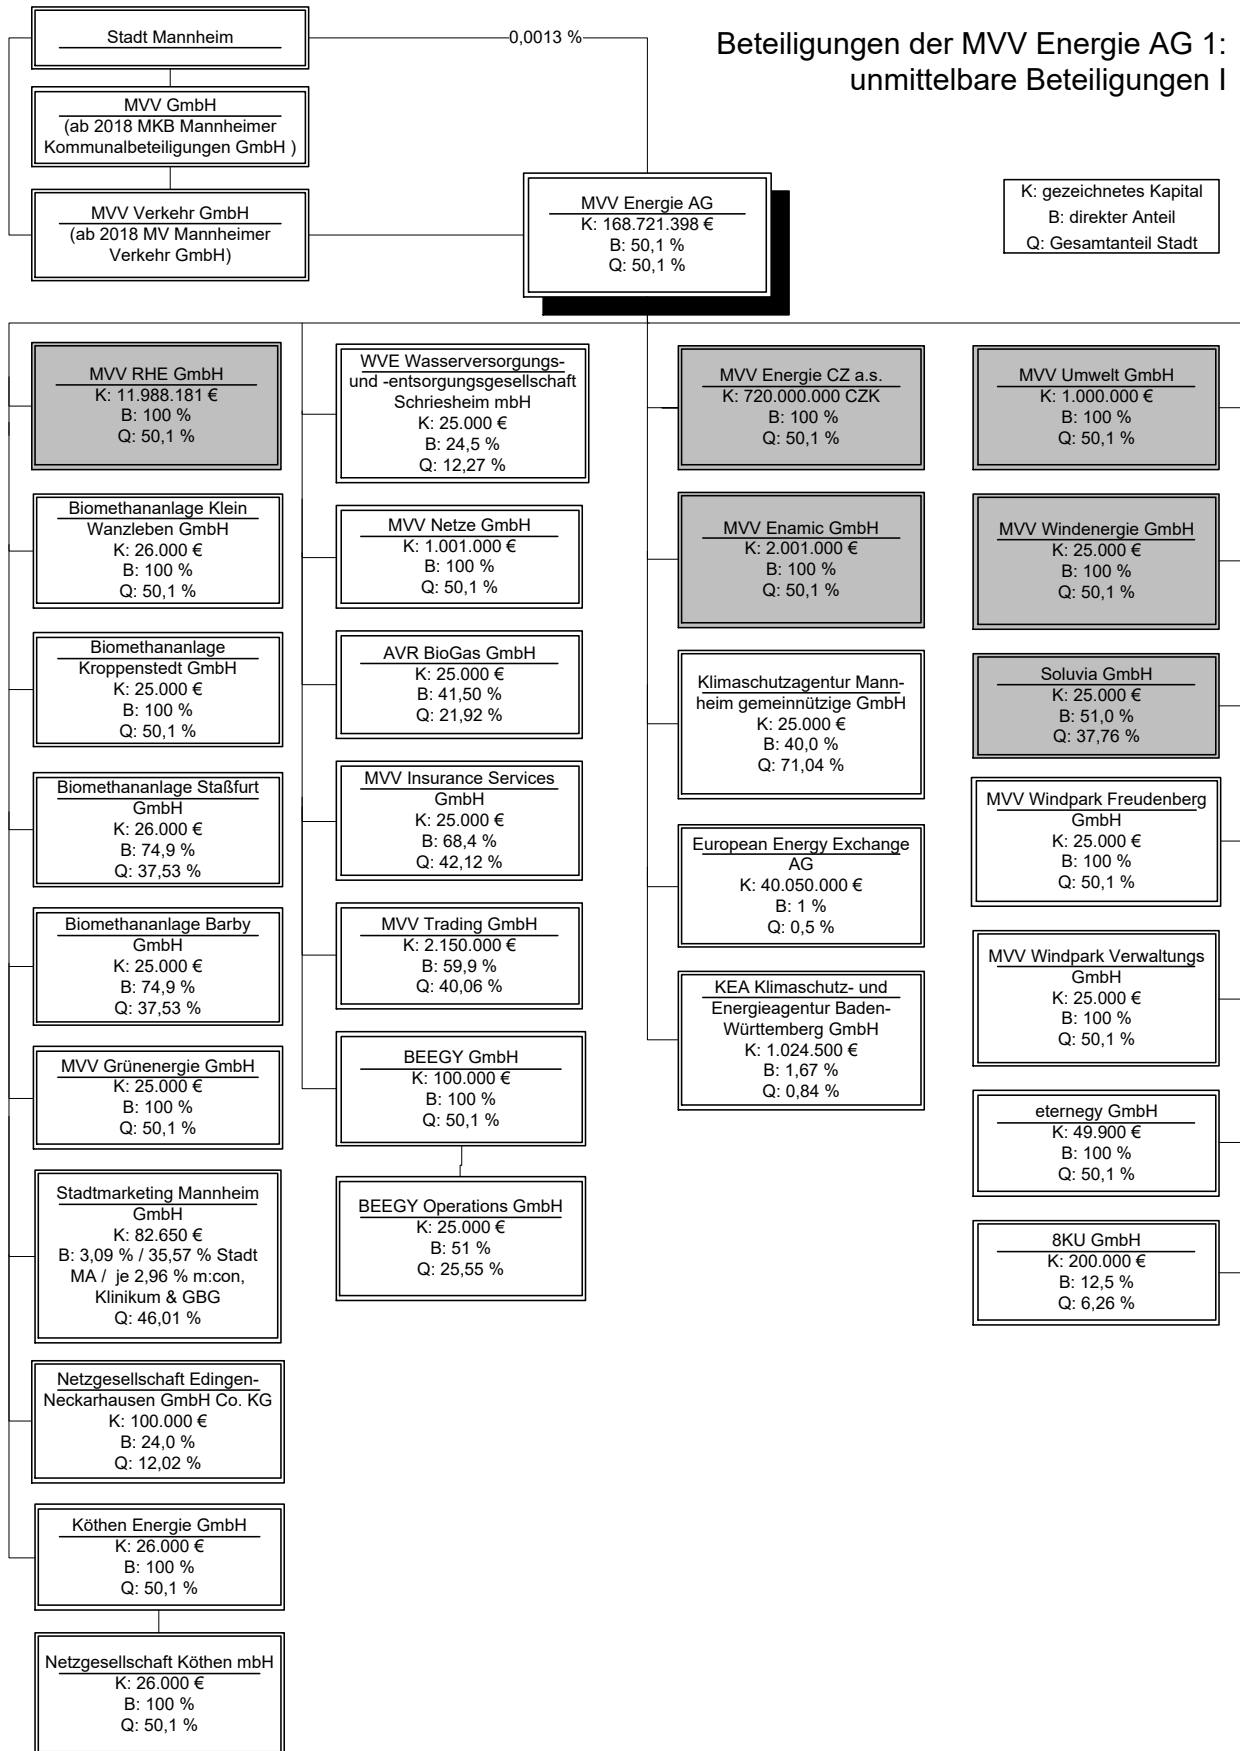 Beteiligungen der MVV Energie AG 1:
unmittelbare Beteiligungen I
Stadt Mannheim
0,0013 %
MVV GmbH
(ab 2018 MKB Mannheimer
Kommunalbeteiligungen GmbH )
MVV Verkehr GmbH
(ab 2018 MV Mannheimer
Verkehr GmbH)
MVV Energie AG
K: 168.721.398 €
B: 50,1 %
Q: 50,1 %
K: gezeichnetes Kapital
B: direkter Anteil
Q: Gesamtanteil Stadt
MVV RHE GmbH
K: 11.988.181 €
B: 100 %
Q: 50,1 %
Biomethananlage Klein
Wanzleben GmbH
K: 26.000 €
B: 100 %
Q: 50,1 %
Biomethananlage
Kroppenstedt GmbH
K: 25.000 €
B: 100 %
Q: 50,1 %
Biomethananlage Staßfurt
GmbH
K: 26.000 €
B: 74,9 %
Q: 37,53 %
Biomethananlage Barby
GmbH
K: 25.000 €
B: 74,9 %
Q: 37,53 %
MVV Grünenergie GmbH
K: 25.000 €
B: 100 %
Q: 50,1 %
Stadtmarketing Mannheim
GmbH
K: 82.650 €
B: 3,09 % / 35,57 % Stadt
MA / je 2,96 % m:con,
Klinikum & GBG
Q: 46,01 %
Netzgesellschaft Edingen-
Neckarhausen GmbH Co. KG
K: 100.000 €
B: 24,0 %
Q: 12,02 %
Köthen Energie GmbH
K: 26.000 €
B: 100 %
Q: 50,1 %
Netzgesellschaft Köthen mbH
K: 26.000 €
B: 100 %
Q: 50,1 %
WVE Wasserversorgungs-
und -entsorgungsgesellschaft
Schriesheim mbH
K: 25.000 €
B: 24,5 %
Q: 12,27 %
MVV Netze GmbH
K: 1.001.000 €
B: 100 %
Q: 50,1 %
AVR BioGas GmbH
K: 25.000 €
B: 41,50 %
Q: 21,92 %
MVV Insurance Services
GmbH
K: 25.000 €
B: 68,4 %
Q: 42,12 %
MVV Trading GmbH
K: 2.150.000 €
B: 59,9 %
Q: 40,06 %
BEEGY GmbH
K: 100.000 €
B: 100 %
Q: 50,1 %
BEEGY Operations GmbH
K: 25.000 €
B: 51 %
Q: 25,55 %
MVV Energie CZ a.s.
K: 720.000.000 CZK
B: 100 %
Q: 50,1 %
MVV Enamic GmbH
K: 2.001.000 €
B: 100 %
Q: 50,1 %
Klimaschutzagentur Mann-
heim gemeinnützige GmbH
K: 25.000 €
B: 40,0 %
Q: 71,04 %
European Energy Exchange
AG
K: 40.050.000 €
B: 1 %
Q: 0,5 %
KEA Klimaschutz- und
Energieagentur Baden-
Württemberg GmbH
K: 1.024.500 €
B: 1,67 %
Q: 0,84 %
MVV Umwelt GmbH
K: 1.000.000 €
B: 100 %
Q: 50,1 %
MVV Windenergie GmbH
K: 25.000 €
B: 100 %
Q: 50,1 %
Soluvia GmbH
K: 25.000 €
B: 51,0 %
Q: 37,76 %
MVV Windpark Freudenberg
GmbH
K: 25.000 €
B: 100 %
Q: 50,1 %
MVV Windpark Verwaltungs
GmbH
K: 25.000 €
B: 100 %
Q: 50,1 %
eternegy GmbH
K: 49.900 €
B: 100 %
Q: 50,1 %
8KU GmbH
K: 200.000 €
B: 12,5 %
Q: 6,26 %